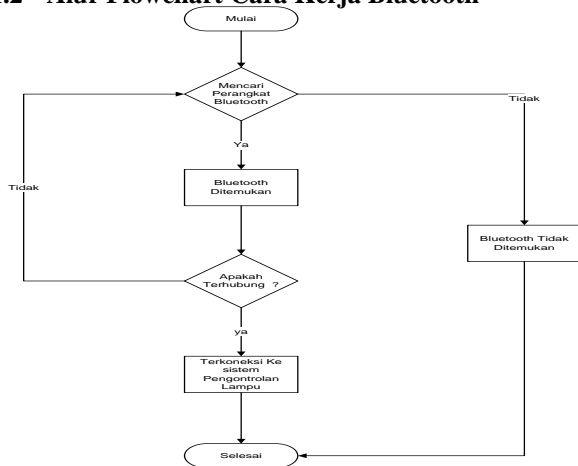 Alur Flowchart Cara Kerja Bluetooth
Mulai
Mencari
Perangkat
Bluetooth
Tidak
Ya
Tidak
Bluetooth
Ditemukan
Bluetooth Tidak
Ditemukan
Apakah
Terhubung ?
ya
Terkoneksi Ke
sistem
Pengontrolan
Lampu
Selesai